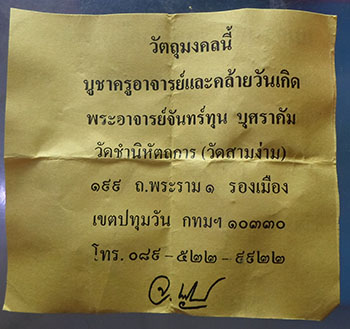 วัตถุมงคลนี้
บูชาครูอาจารย์และคล้ายวันเกิด
พระอาจารย์จันทร์ทุน บุศราคัม
วัดชำนิหัตถการ (วัดสามง่าม)
๑๙๙ ถ.พระราม ๑ รองเมือง
เขตปทุมวัน กทมฯ ๑๐๓๓๐
โทร. ๐๘๙ - ๕๒๒ - ๙๙๒๒